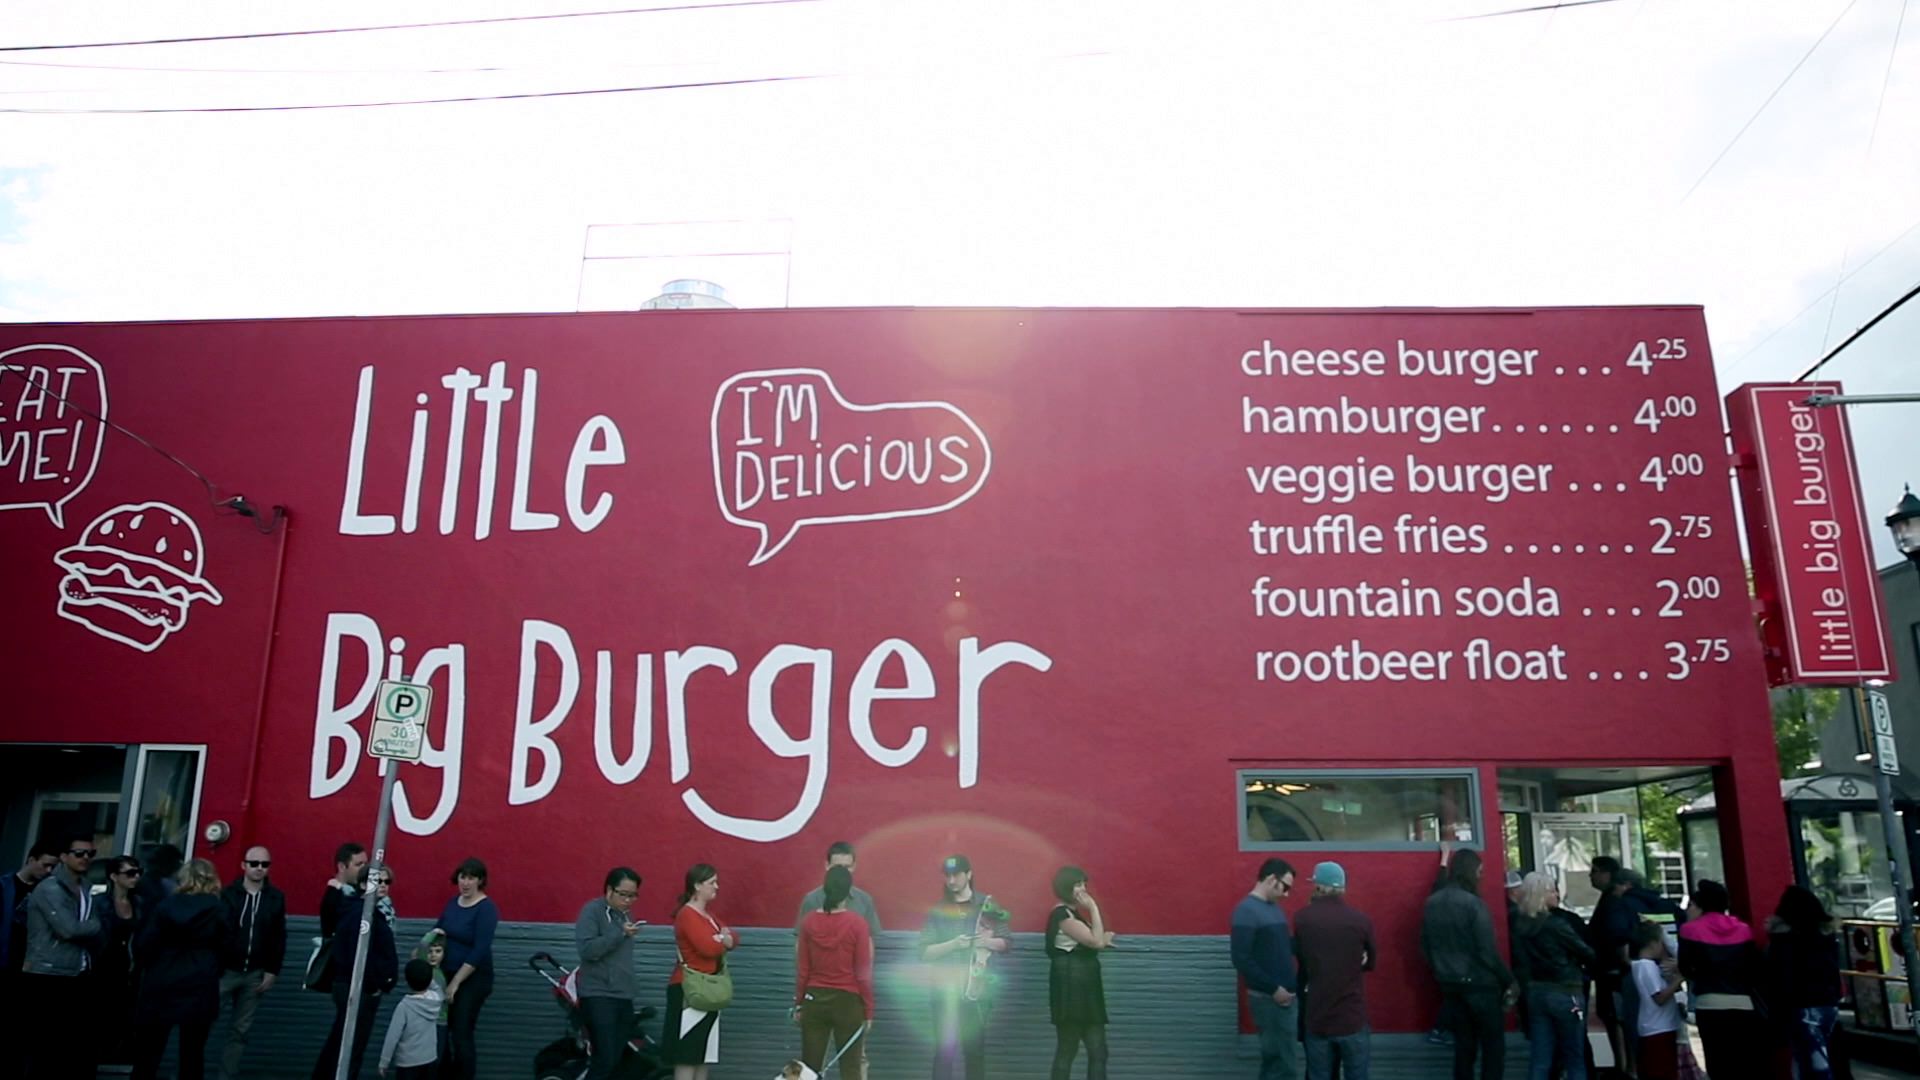 EAT
ME!
LittLe
Big Burger
I'M
DELiCiOUS
cheese burger ... 4.25
hamburger...... 4.00
veggie burger ... 4.00
truffle fries ...... 2.75
fountain soda ... 2.00
rootbeer float ... 3.75
little big burger
P
30
MINUTES
P